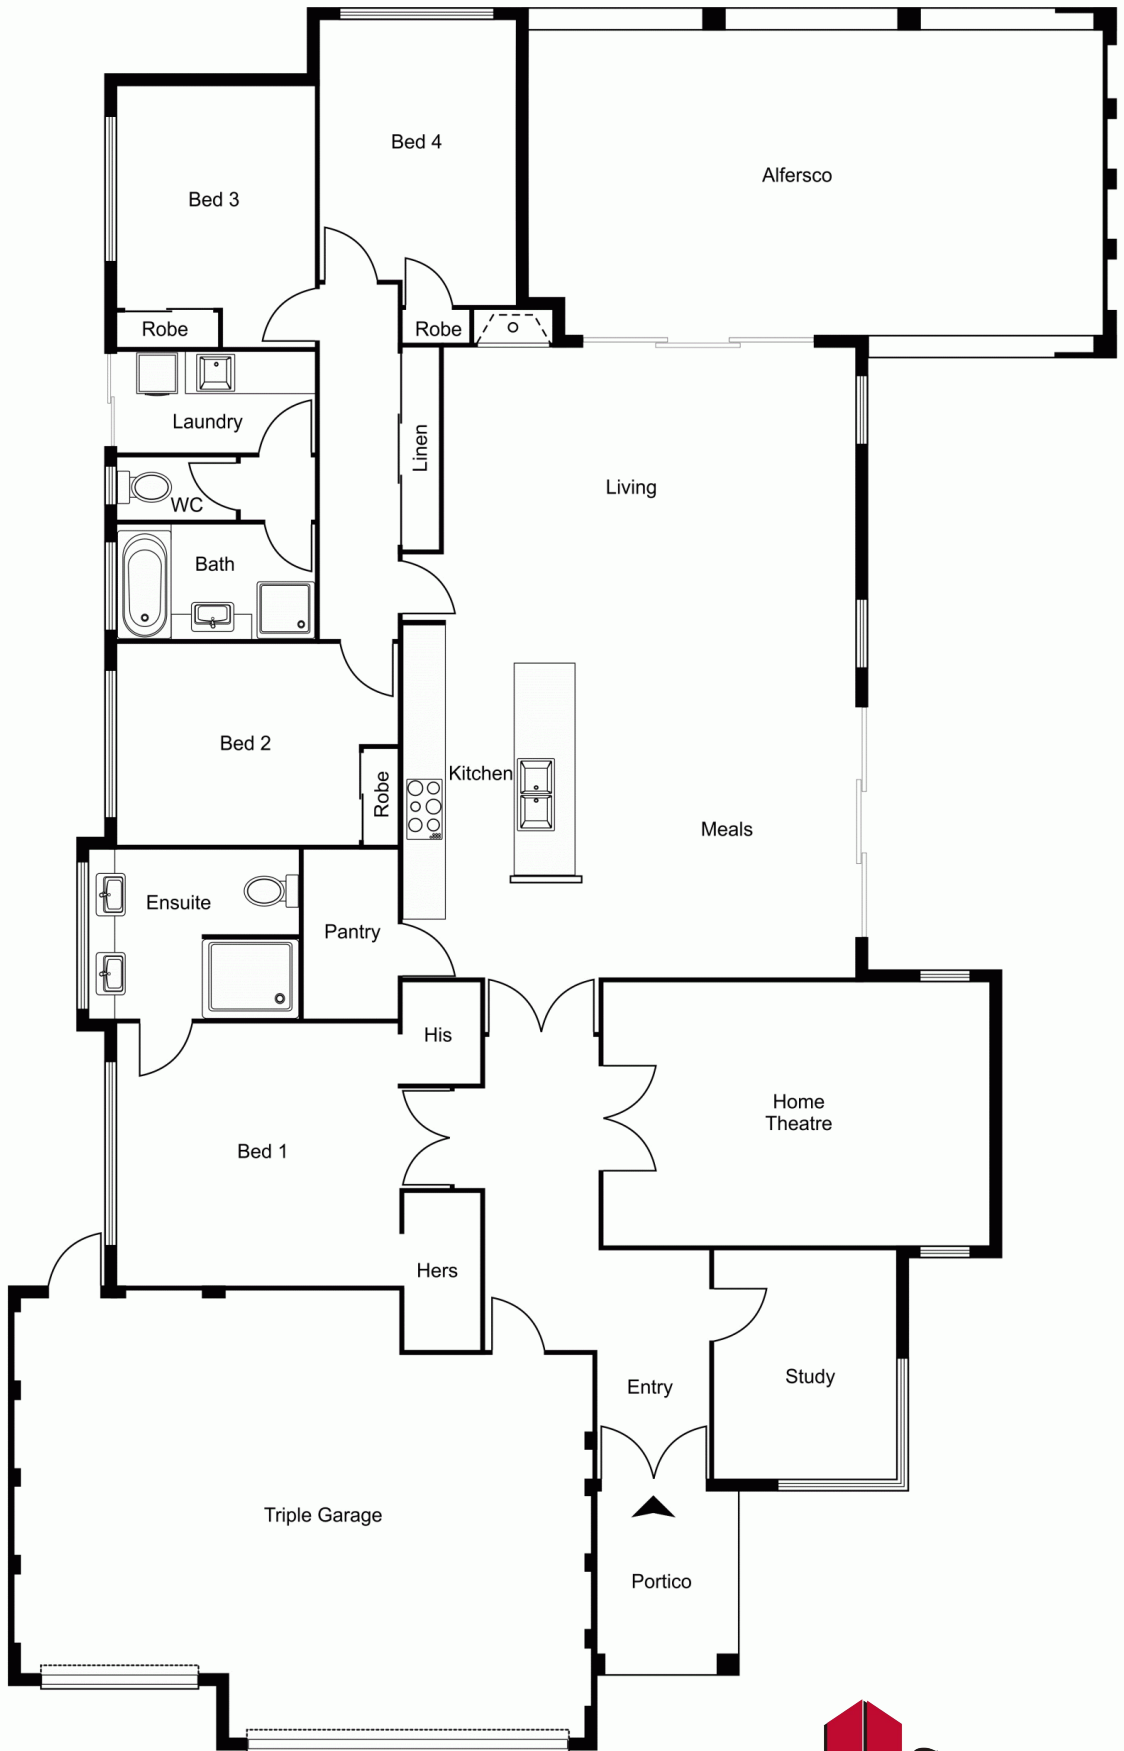 Bed 4
Alfersco
Bed 3
Robe
Robe
Laundry
Linen
Living
WC
Bath
Bed 2
Robe
Kitchen
Meals
Ensuite
Pantry
His
Home
Theatre
Bed 1
Hers
Study
Entry
Triple Garage
Portico